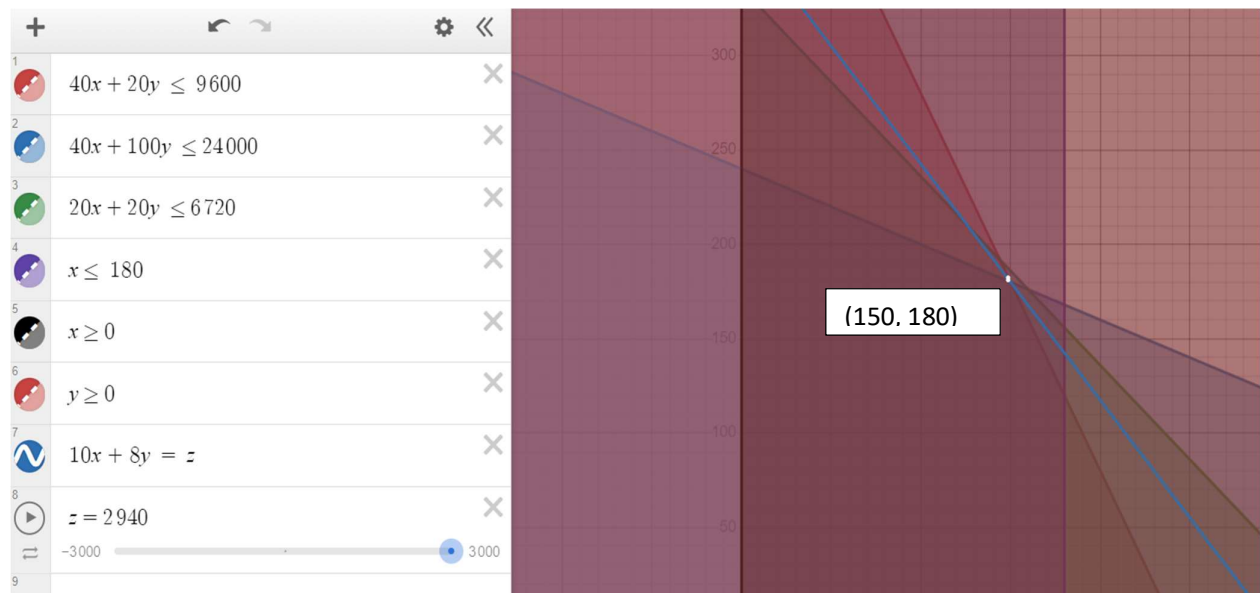 1
40x + 20y ≤ 9600
2
40x + 100y ≤ 24000
3
20x + 20y ≤ 6720
4
x ≤ 180
5
x ≥ 0
6
y ≥ 0
7
10x + 8y = z
8
z = 2940
-3000
3000
9
300
250
200
(150, 180)
150
100
50